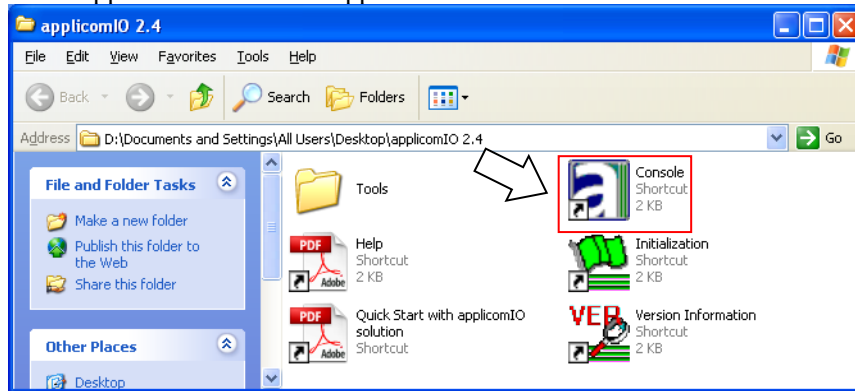 applicomIO 2.4
File Edit View Favorites Tools Help
Back Search Folders
Address D:\Documents and Settings\All Users\Desktop\applicomIO 2.4 Go
File and Folder Tasks
Make a new folder
Publish this folder to
the Web
Share this folder
Other Places
Desktop
Tools
Console
Shortcut
2 KB
PDF
Adobe
Help
Shortcut
2 KB
Initialization
Shortcut
2 KB
PDF
Adobe
Quick Start with applicomIO
solution
Shortcut
VER
Version Information
Shortcut
2 KB